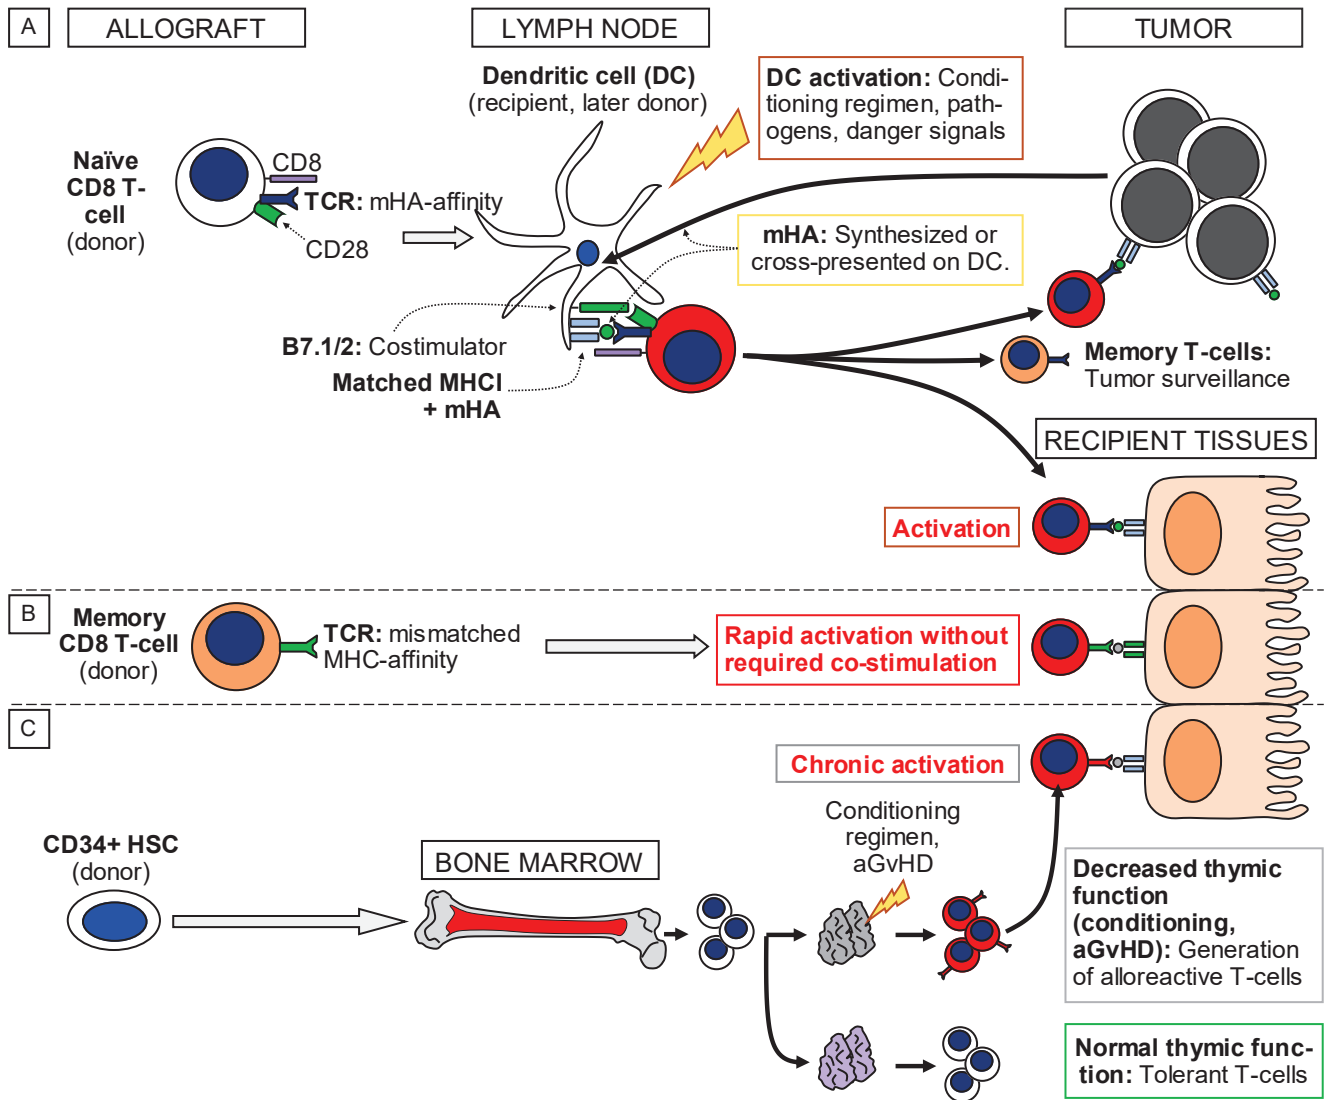 A
ALLOGRAFT
LYMPH NODE
TUMOR
Dendritic cell (DC)
(recipient, later donor)
DC activation: Condi-
tioning regimen, path-
ogens, danger signals
Naïve
CD8 T-
cell
(donor)
CD8
TCR: mHA-affinity
CD28
mHA: Synthesized or
cross-presented on DC.
B7.1/2: Costimulator
Matched MHCI
+ mHA
Memory T-cells:
Tumor surveillance
RECIPIENT TISSUES
Activation
B
Memory
CD8 T-cell
(donor)
TCR: mismatched
MHC-affinity
Rapid activation without
required co-stimulation
C
Chronic activation
Conditioning
regimen,
aGvHD
CD34+ HSC
(donor)
BONE MARROW
Decreased thymic
function
(conditioning,
aGvHD): Generation
of alloreactive T-cells
Normal thymic func-
tion: Tolerant T-cells